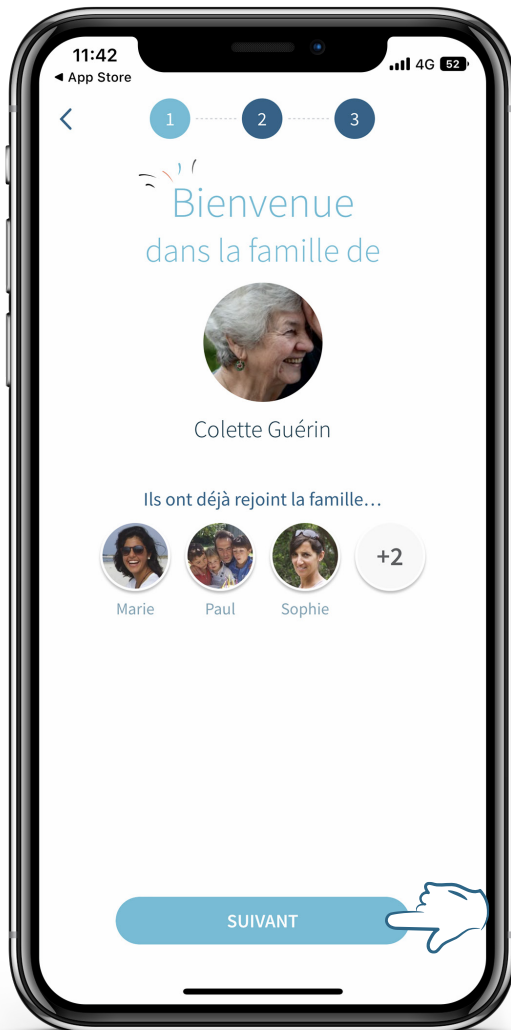 11:42
◀ App Store
4G 52
1 2 3
Bienvenue
dans la famille de
Colette Guérin
Ils ont déjà rejoint la famille...
+2
Marie Paul Sophie
SUIVANT